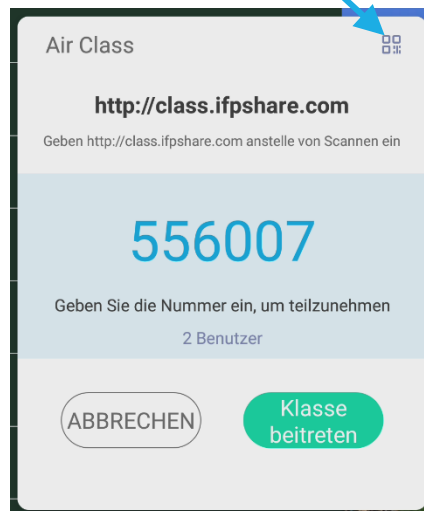 Air Class
http://class.ifpshare.com
Geben http://class.ifpshare.com anstelle von Scannen ein
556007
Geben Sie die Nummer ein, um teilzunehmen
2 Benutzer
ABBRECHEN
Klasse
beitreten